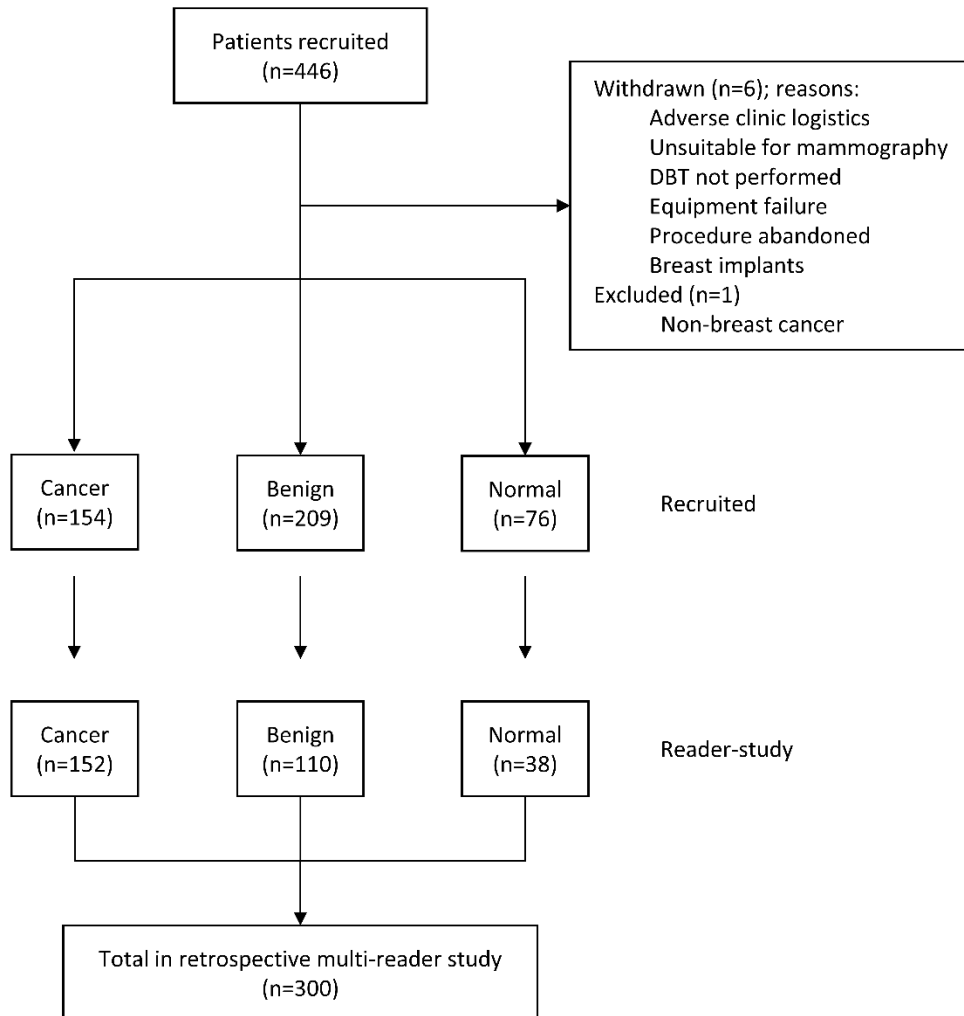 Patients recruited
(n=446)
Withdrawn (n=6); reasons:
Adverse clinic logistics
Unsuitable for mammography
DBT not performed
Equipment failure
Procedure abandoned
Breast implants
Excluded (n=1)
Non-breast cancer
Cancer
(n=154)
Benign
(n=209)
Normal
(n=76)
Recruited
Cancer
(n=152)
Benign
(n=110)
Normal
(n=38)
Reader-study
Total in retrospective multi-reader study
(n=300)